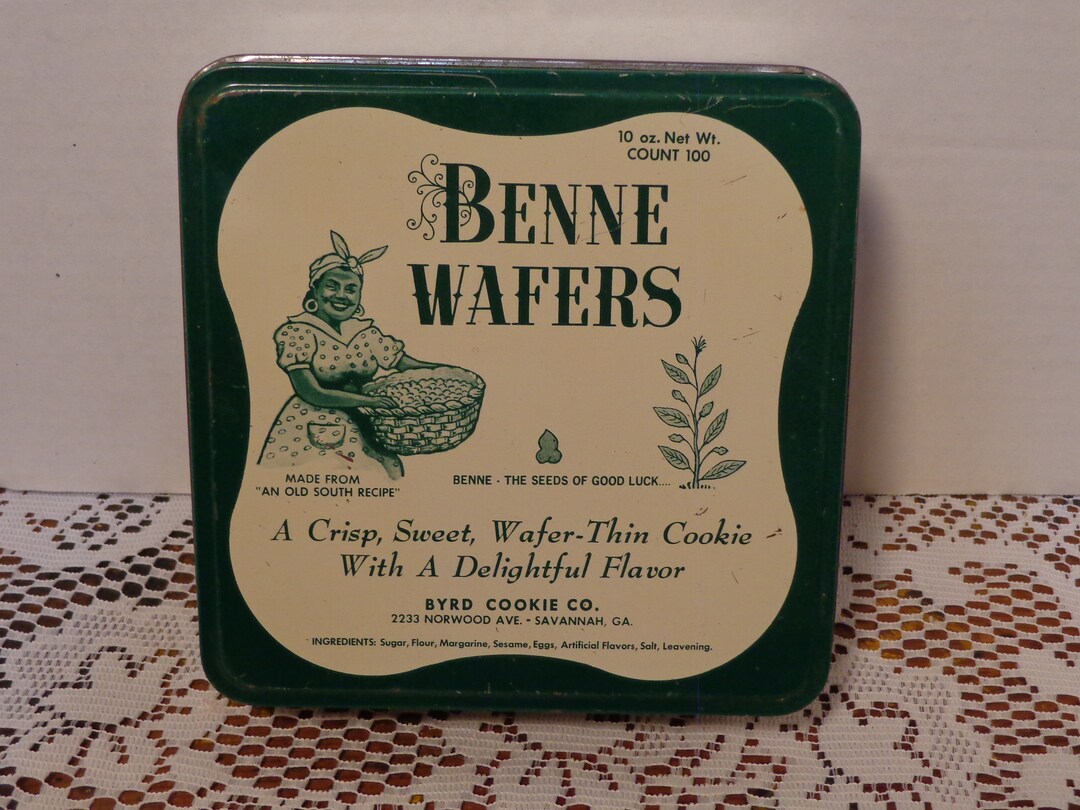 10 oz. Net Wt.
COUNT 100
BENNE
WAFERS
MADE FROM
"AN OLD SOUTH RECIPE"
BENNE - THE SEEDS OF GOOD LUCK....
A Crisp, Sweet, Wafer-Thin Cookie
With A Delightful Flavor
BYRD COOKIE CO.
2233 NORWOOD AVE. - SAVANNAH, GA.
INGREDIENTS: Sugar, Flour, Margarine, Sesame, Eggs, Artificial Flavors, Salt, Leavening.